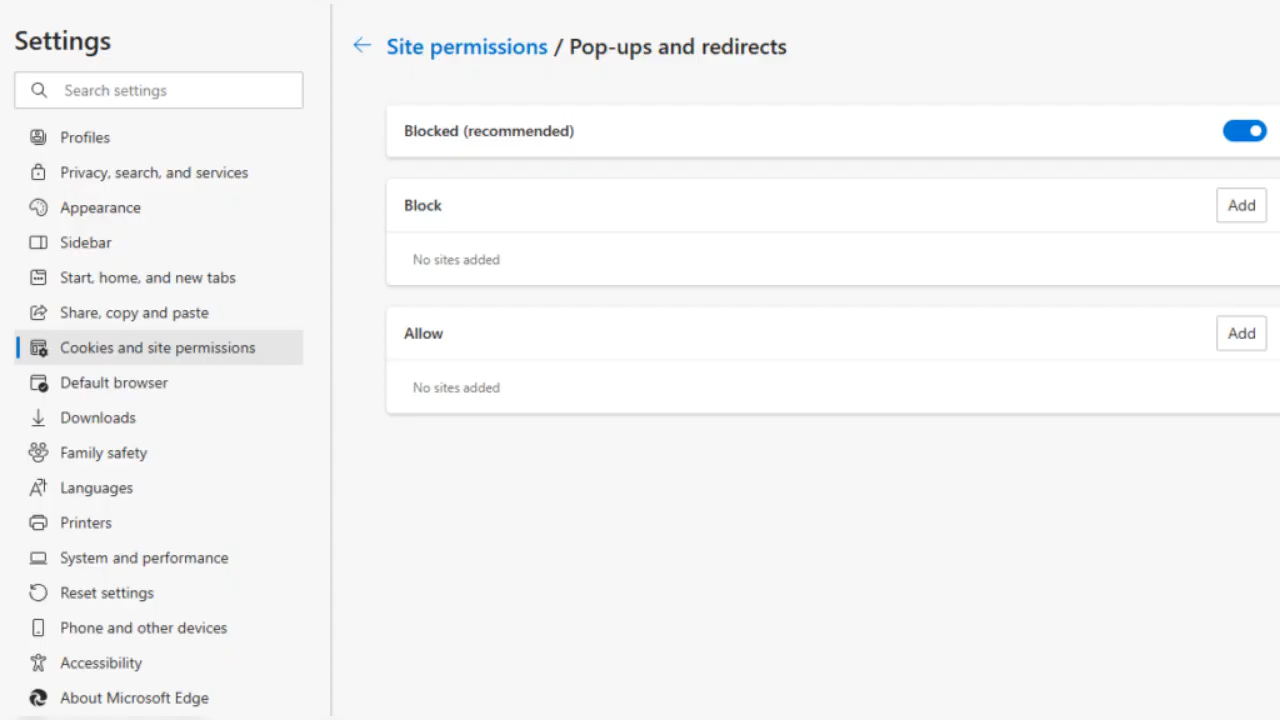 Settings
Search settings
Profiles
Privacy, search, and services
Appearance
Sidebar
Start, home, and new tabs
Share, copy and paste
Cookies and site permissions
Default browser
Downloads
Family safety
Languages
Printers
System and performance
Reset settings
Phone and other devices
Accessibility
About Microsoft Edge
Site permissions / Pop-ups and redirects
Blocked (recommended)
Block
Add
No sites added
Allow
Add
No sites added